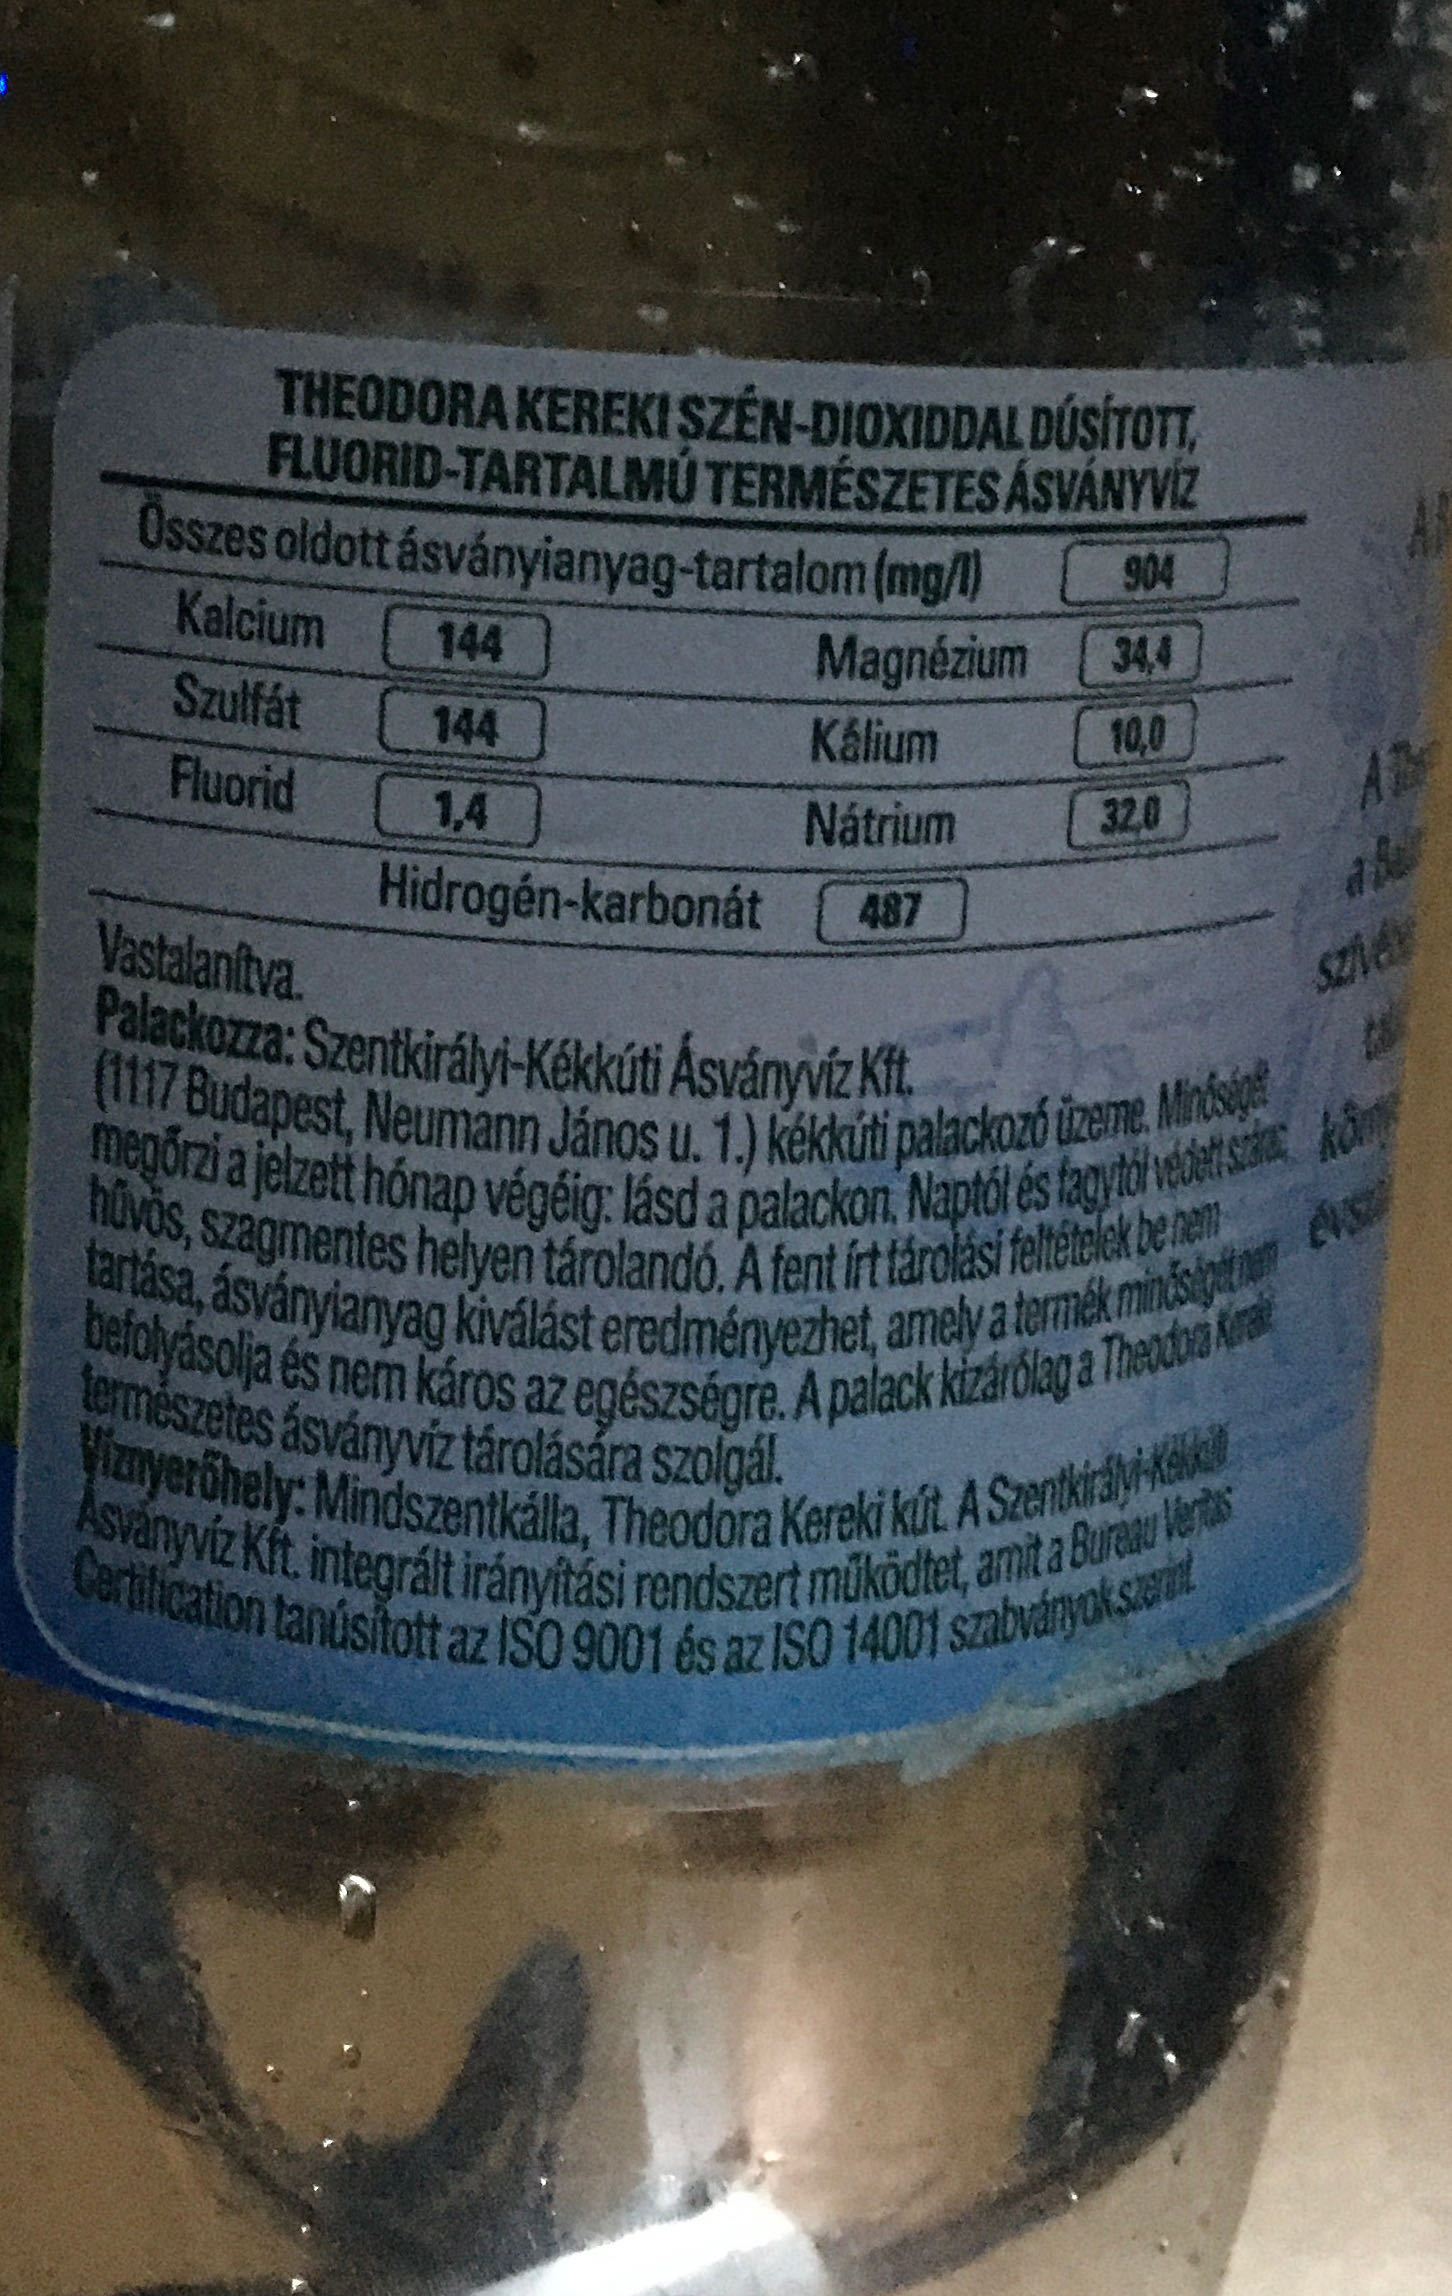 THEODORA KEREKI SZÉN-DIOXIDDAL DÚSÍTOTT,
FLUORID-TARTALMÚ TERMÉSZETES ÁSVÁNYVÍZ
Összes oldott ásványianyag-tartalom (mg/l) 904
Kalcium 144 Magnézium 34,4
Szulfát 144 Kálium 10,0
Fluorid 1,4 Nátrium 32,0
Hidrogén-karbonát 487
Vastalanítva.
Palackozza: Szentkirályi-Kékkúti Ásványvíz Kft.
(1117 Budapest, Neumann János u. 1.) kékkúti palackozó üzeme. Minőségét
megőrzi a jelzett hónap végéig: lásd a palackon. Naptól és fagytól védett száraz,
hűvös, szagmentes helyen tárolandó. A fent írt tárolási feltételek be nem
tartása, ásványianyag kiválást eredményezhet, amely a termék minőségét nem
befolyásolja és nem káros az egészségre. A palack kizárólag a Theodora Kereki
természetes ásványvíz tárolására szolgál.
Víznyerőhely: Mindszentkálla, Theodora Kereki kút. A Szentkirályi-Kékkúti
Ásványvíz Kft. integrált irányítási rendszert működtet, amit a Bureau Veritas
Certification tanúsított az ISO 9001 és az ISO 14001 szabványok szerint.